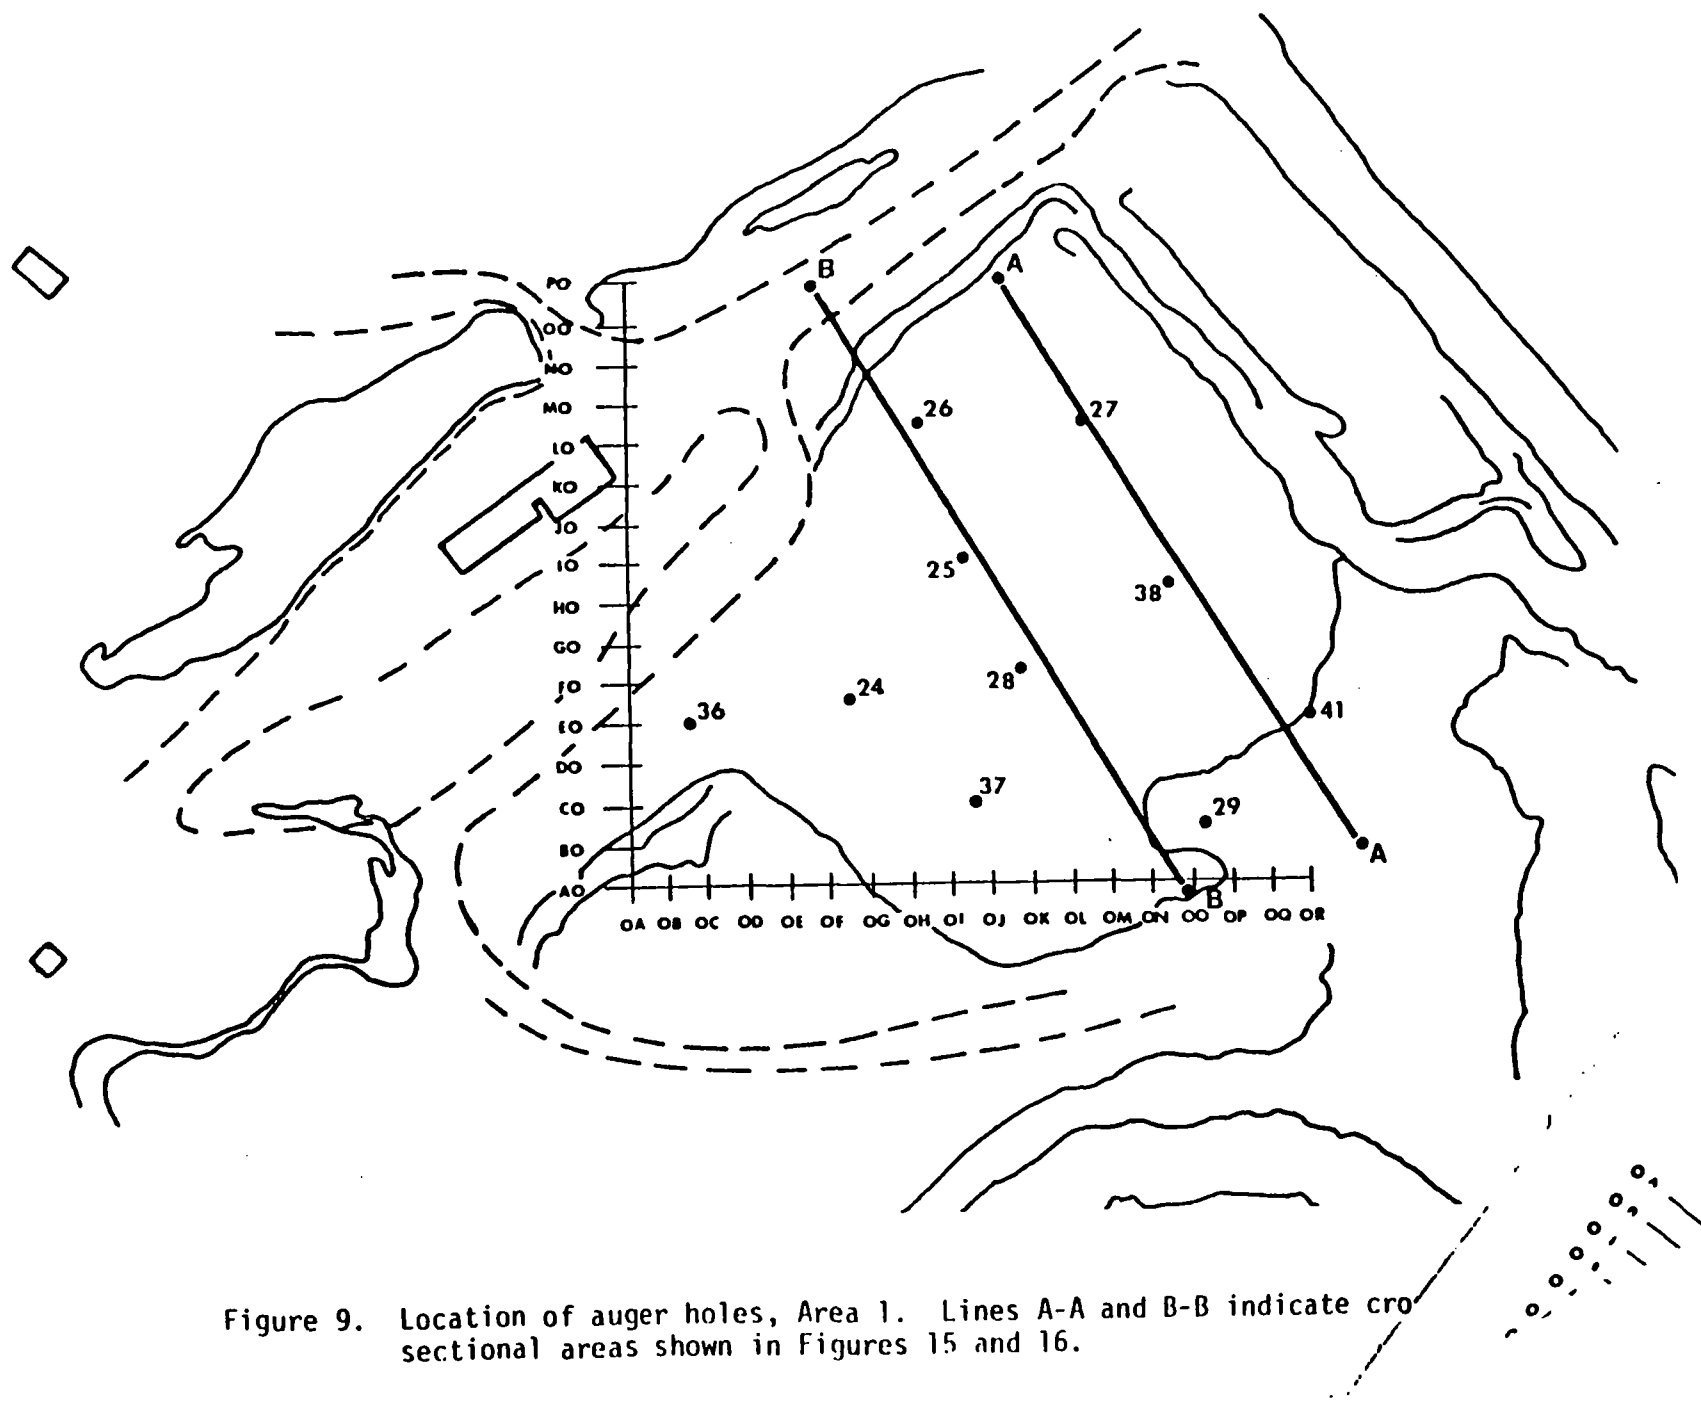 B
A
PO
OO
NO
MO
LO
KO
JO
IO
HO
GO
FO
EO
DO
CO
BO
AO
26
27
25
38
28
24
36
41
37
29
A
B
OA OB OC OD OE OF OG OH OI OJ OK OL OM ON OO OP OQ OR
Figure 9. Location of auger holes, Area 1. Lines A-A and B-B indicate cro
sectional areas shown in Figures 15 and 16.